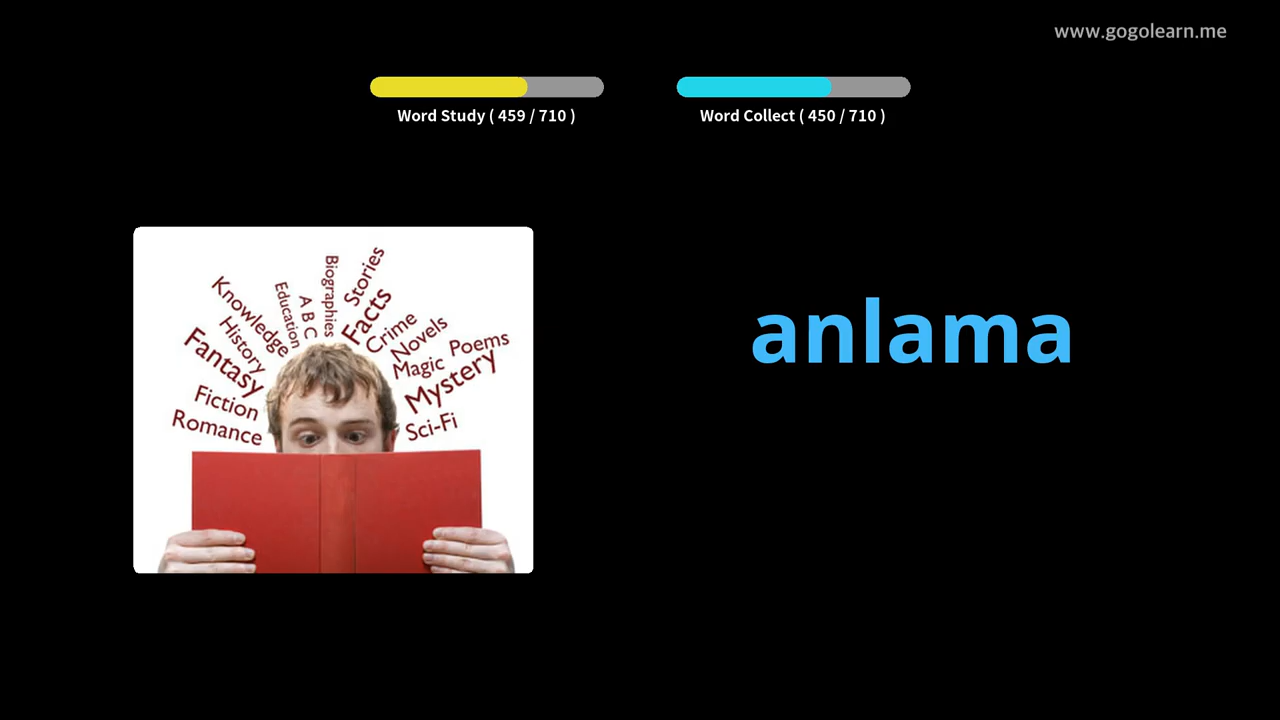 www.gogolearn.me
Word Study ( 459 / 710 )
Word Collect ( 450 / 710 )
anlama
Romance
Fiction
Fantasy
History
Knowledge
Education
A B C
Biographies
Stories
Facts
Crime
Novels
Magic
Poems
Mystery
Sci-Fi